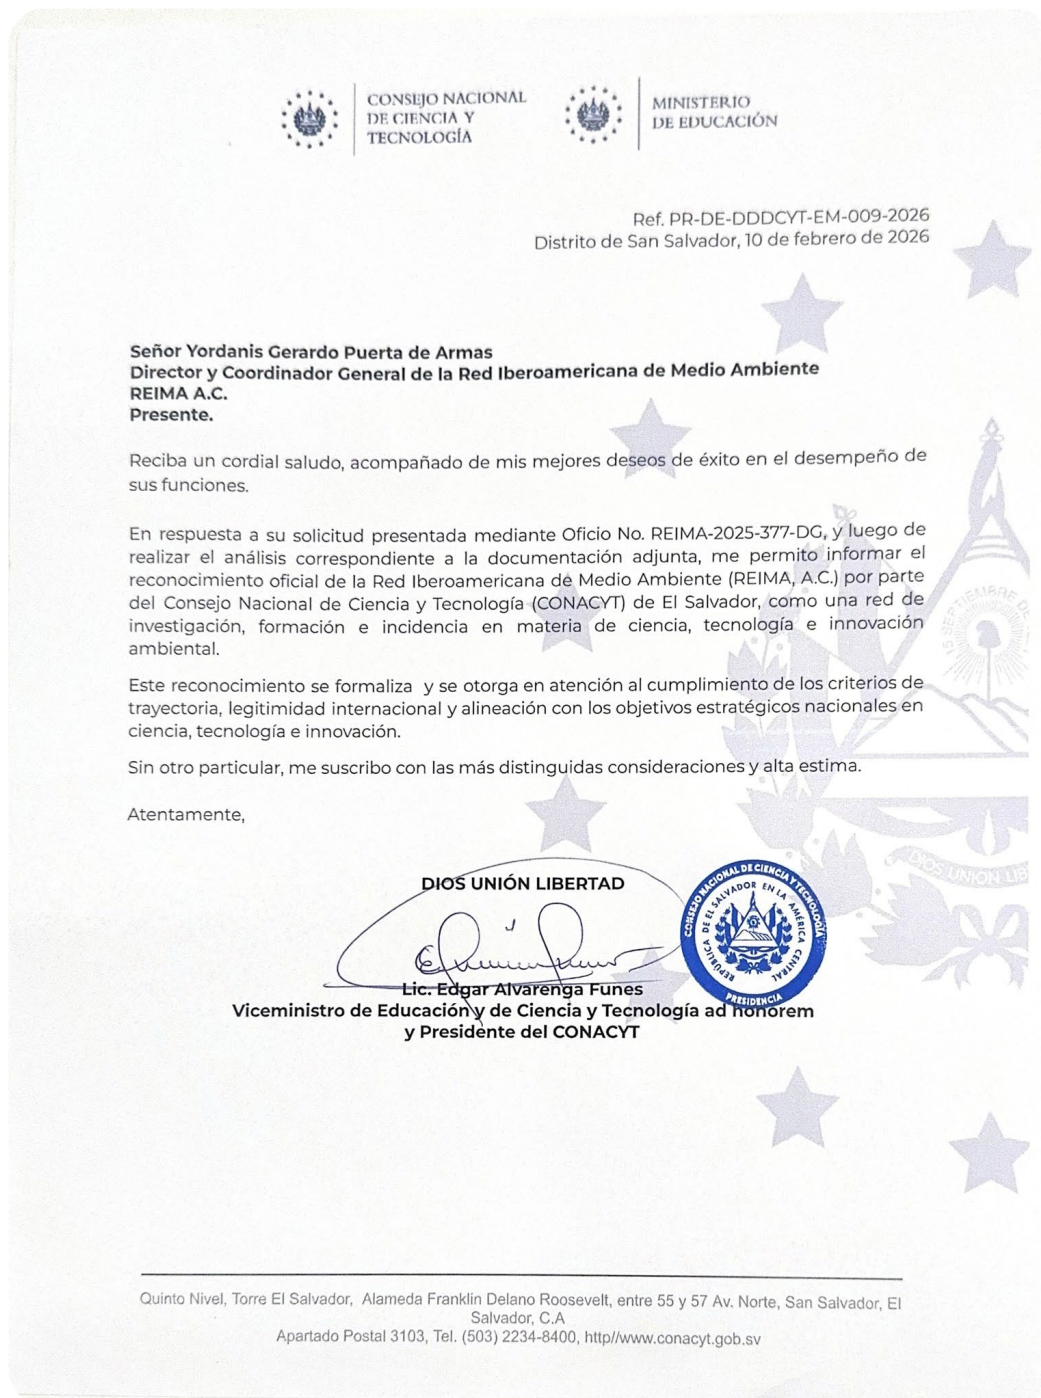 CONSEJO NACIONAL
DE CIENCIA Y
TECNOLOGÍA
MINISTERIO
DE EDUCACIÓN
Ref. PR-DE-DDDCYT-EM-009-2026
Distrito de San Salvador, 10 de febrero de 2026
Señor Yordanis Gerardo Puerta de Armas
Director y Coordinador General de la Red Iberoamericana de Medio Ambiente
REIMA A.C.
Presente.
Reciba un cordial saludo, acompañado de mis mejores deseos de éxito en el desempeño de
sus funciones.
En respuesta a su solicitud presentada mediante Oficio No. REIMA-2025-377-DG, y luego de
realizar el análisis correspondiente a la documentación adjunta, me permito informar el
reconocimiento oficial de la Red Iberoamericana de Medio Ambiente (REIMA, A.C.) por parte
del Consejo Nacional de Ciencia y Tecnología (CONACYT) de El Salvador, como una red de
investigación, formación e incidencia en materia de ciencia, tecnología e innovación
ambiental.
Este reconocimiento se formaliza y se otorga en atención al cumplimiento de los criterios de
trayectoria, legitimidad internacional y alineación con los objetivos estratégicos nacionales en
ciencia, tecnología e innovación.
Sin otro particular, me suscribo con las más distinguidas consideraciones y alta estima.
Atentamente,
DIOS UNIÓN LIBERTAD
CONSEJO NACIONAL DE CIENCIA Y TECNOLOGÍA
REPÚBLICA DE EL SALVADOR EN LA AMÉRICA CENTRAL
PRESIDENCIA
Lic. Edgar Alvarenga Funes
Viceministro de Educación y de Ciencia y Tecnología ad honorem
y Presidente del CONACYT
15 SEPTIEMBRE DE
DIOS UNION LIB
Quinto Nivel, Torre El Salvador, Alameda Franklin Delano Roosevelt, entre 55 y 57 Av. Norte, San Salvador, El
Salvador, C.A
Apartado Postal 3103, Tel. (503) 2234-8400, http//www.conacyt.gob.sv